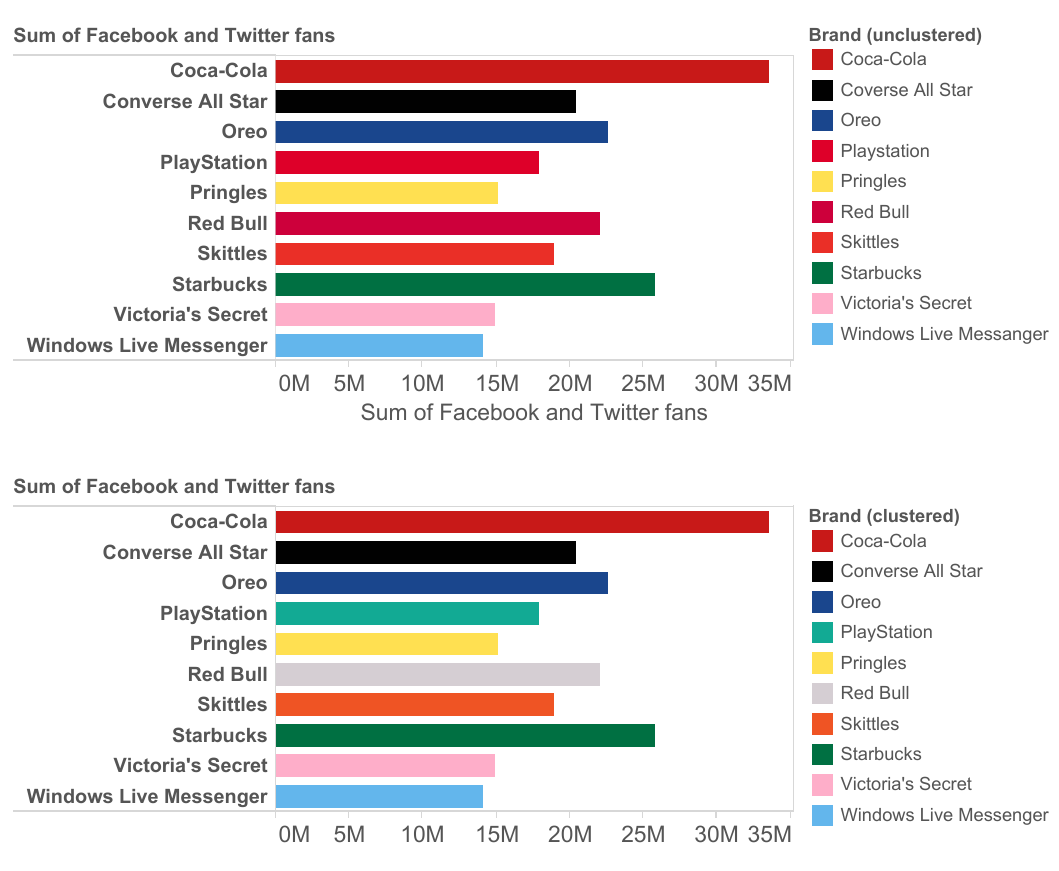 Sum of Facebook and Twitter fans
Coca-Cola
Converse All Star
Oreo
PlayStation
Pringles
Red Bull
Skittles
Starbucks
Victoria's Secret
Windows Live Messenger
0M 5M 10M 15M 20M 25M 30M 35M
Sum of Facebook and Twitter fans
Brand (unclustered)
Coca-Cola
Coverse All Star
Oreo
Playstation
Pringles
Red Bull
Skittles
Starbucks
Victoria's Secret
Windows Live Messanger
Sum of Facebook and Twitter fans
Coca-Cola
Converse All Star
Oreo
PlayStation
Pringles
Red Bull
Skittles
Starbucks
Victoria's Secret
Windows Live Messenger
0M 5M 10M 15M 20M 25M 30M 35M
Brand (clustered)
Coca-Cola
Converse All Star
Oreo
PlayStation
Pringles
Red Bull
Skittles
Starbucks
Victoria's Secret
Windows Live Messenger